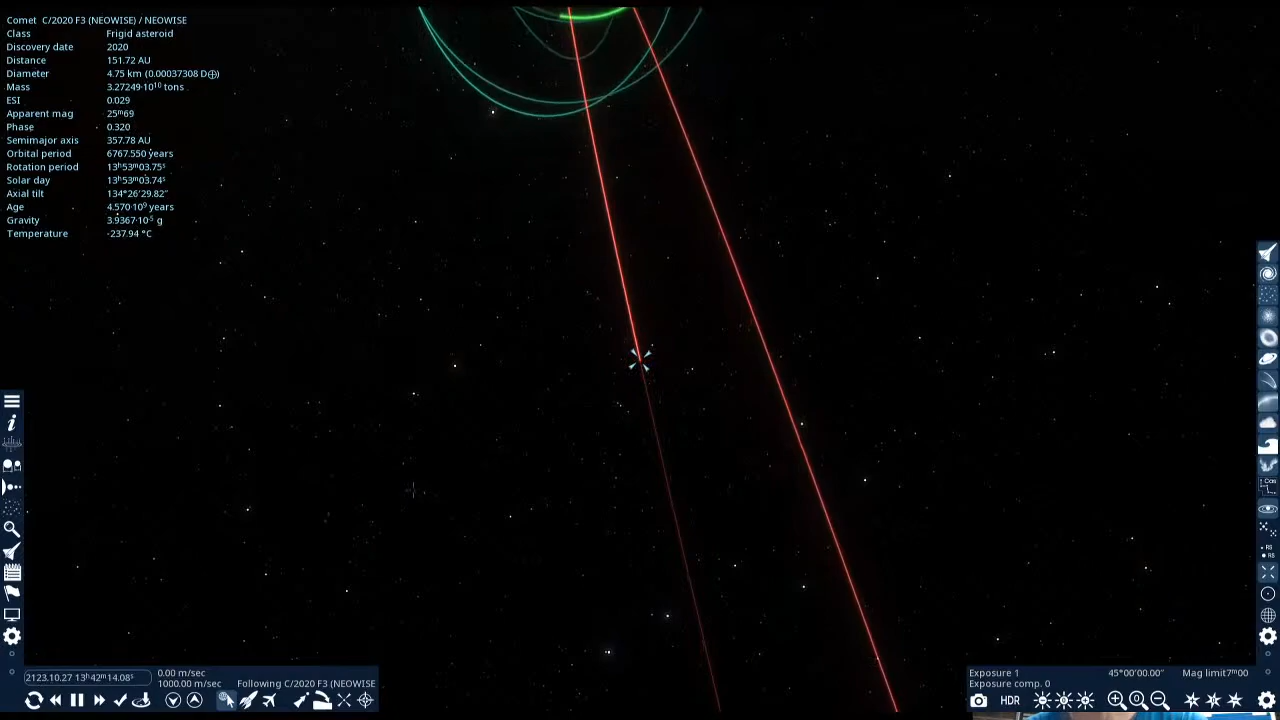 Comet C/2020 F3 (NEOWISE) / NEOWISE
Class Frigid asteroid
Discovery date 2020
Distance 151.72 AU
Diameter 4.75 km (0.00037308 D⊕)
Mass 3.27249·10¹⁰ tons
ESI 0.029
Apparent mag 25ᵐ69
Phase 0.320
Semimajor axis 357.78 AU
Orbital period 6767.550 years
Rotation period 13ʰ53ᵐ03.75ˢ
Solar day 13ʰ53ᵐ03.74ˢ
Axial tilt 134°26′29.82″
Age 4.570·10⁹ years
Gravity 3.9367·10⁻⁵ g
Temperature -237.94 °C
RS
RS
2123.10.27 13ʰ42ᵐ14.08ˢ
0.00 m/sec
1000.00 m/sec
Following C/2020 F3 (NEOWISE
Exposure 1 45°00′00.00″ Mag limit7ᵐ00
Exposure comp. 0
HDR